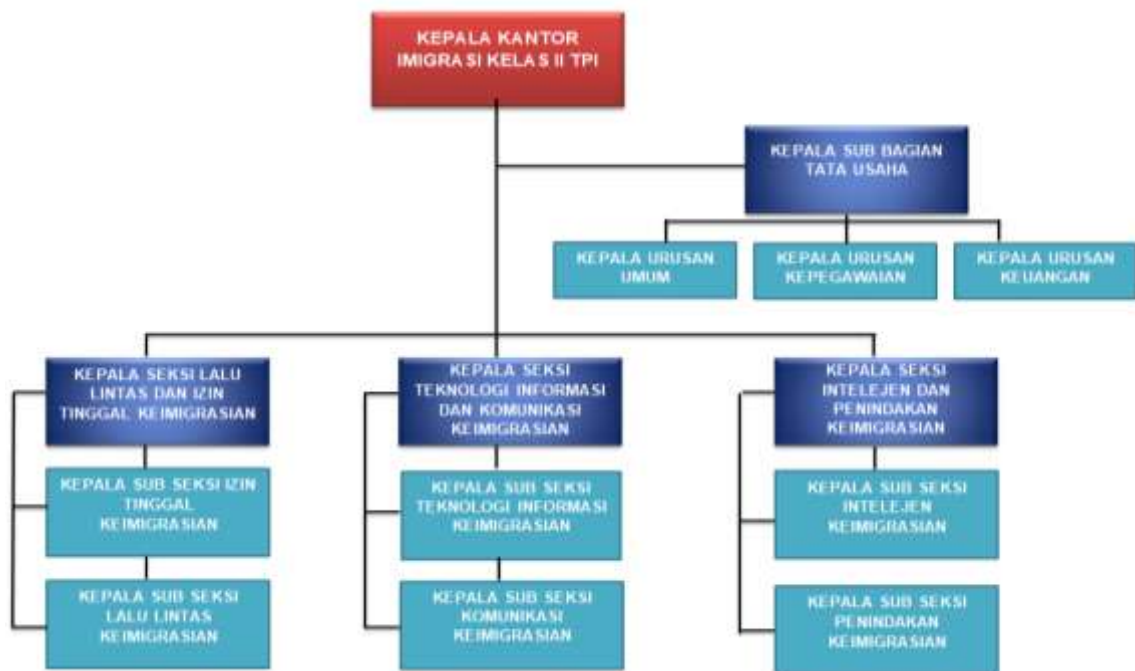 KEPALA KANTOR
IMIGRASI KELAS II TPI
KEPALA SUB BAGIAN
TATA USAHA
KEPALA URUSAN
UMUM
KEPALA URUSAN
KEPEGAWAIAN
KEPALA URUSAN
KEUANGAN
KEPALA SEKSI LALU
LINTAS DAN IZIN
TINGGAL KEIMIGRASIAN
KEPALA SEKSI
TEKNOLOGI INFORMASI
DAN KOMUNIKASI
KEIMIGRASIAN
KEPALA SEKSI
INTELEJEN DAN
PENINDAKAN
KEIMIGRASIAN
KEPALA SUB SEKSI IZIN
TINGGAL
KEIMIGRASIAN
KEPALA SUB SEKSI
TEKNOLOGI INFORMASI
KEIMIGRASIAN
KEPALA SUB SEKSI
INTELEJEN
KEIMIGRASIAN
KEPALA SUB SEKSI
LALU LINTAS
KEIMIGRASIAN
KEPALA SUB SEKSI
KOMUNIKASI
KEIMIGRASIAN
KEPALA SUB SEKSI
PENINDAKAN
KEIMIGRASIAN